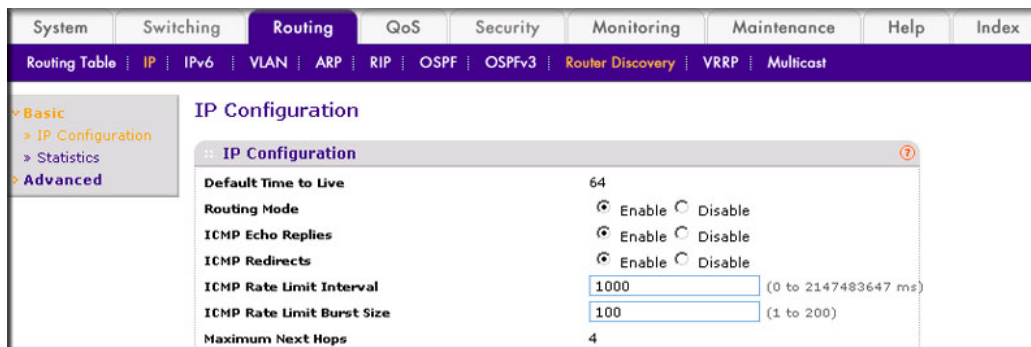 System Switching Routing QoS Security Monitoring Maintenance Help Index
Routing Table IP IPv6 VLAN ARP RIP OSPF OSPFv3 Router Discovery VRRP Multicast
Basic
» IP Configuration
» Statistics
Advanced
IP Configuration
IP Configuration ?
Default Time to Live 64
Routing Mode Enable Disable
ICMP Echo Replies Enable Disable
ICMP Redirects Enable Disable
ICMP Rate Limit Interval 1000 (0 to 2147483647 ms)
ICMP Rate Limit Burst Size 100 (1 to 200)
Maximum Next Hops 4